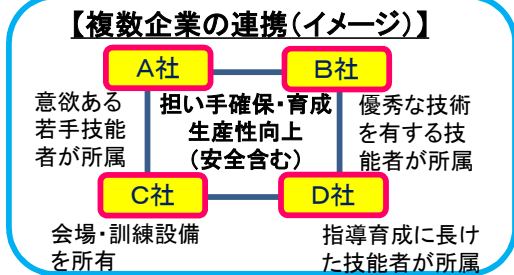 【複数企業の連携(イメージ)】
A社
B社
意欲ある
若手技能
者が所属
担い手確保・育成
生産性向上
(安全含む)
優秀な技術
を有する技
能者が所属
C社
D社
会場・訓練設備
を所有
指導育成に長け
た技能者が所属